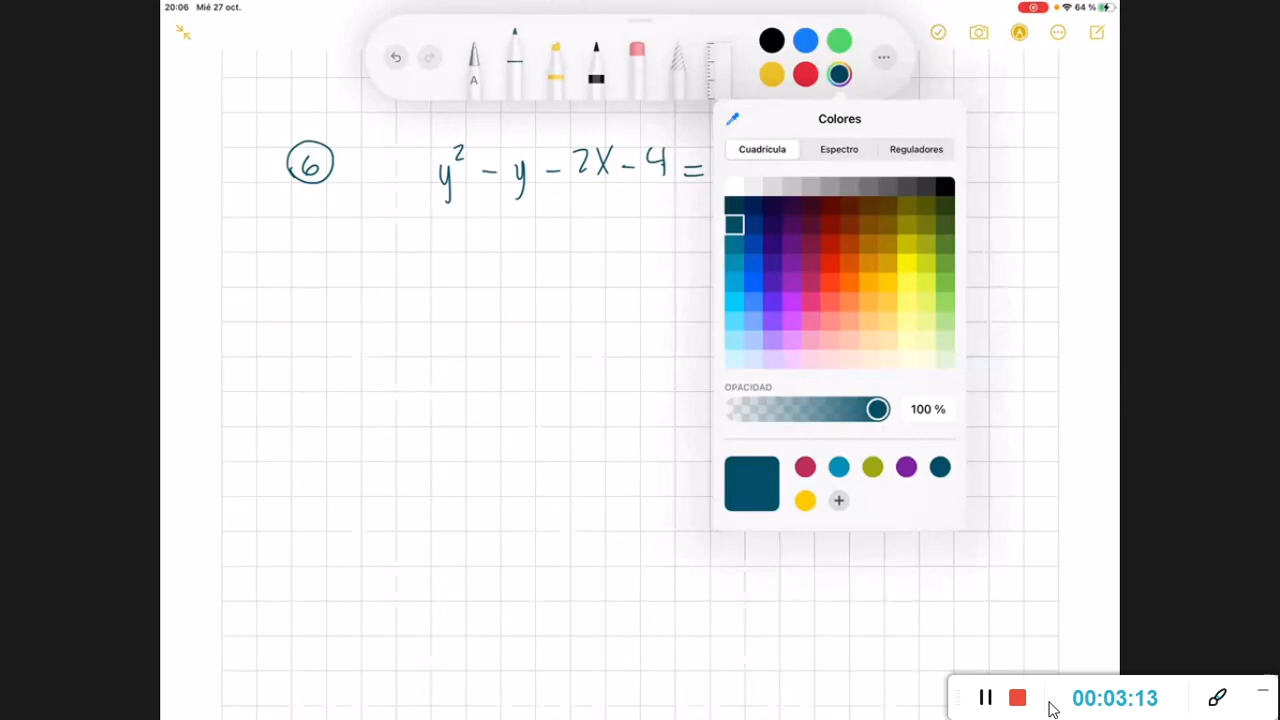 20:06 Mié 27 oct.
64 %
A
A
Colores
Cuadrícula Espectro Reguladores
6 y² - y - 2x - 4 =
OPACIDAD
100 %
+
00:03:13